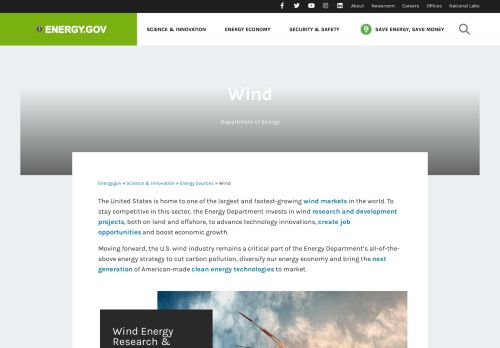 About Newsroom Careers Offices National Labs
ENERGY.GOV
SCIENCE & INNOVATION ENERGY ECONOMY SECURITY & SAFETY SAVE ENERGY, SAVE MONEY
Wind
Department of Energy
Energy.gov » Science & Innovation » Energy Sources » Wind
The United States is home to one of the largest and fastest-growing wind markets in the world. To
stay competitive in this sector, the Energy Department invests in wind research and development
projects, both on land and offshore, to advance technology innovations, create job
opportunities and boost economic growth.
Moving forward, the U.S. wind industry remains a critical part of the Energy Department's all-of-the-
above energy strategy to cut carbon pollution, diversify our energy economy and bring the next
generation of American-made clean energy technologies to market.
Wind Energy
Research &